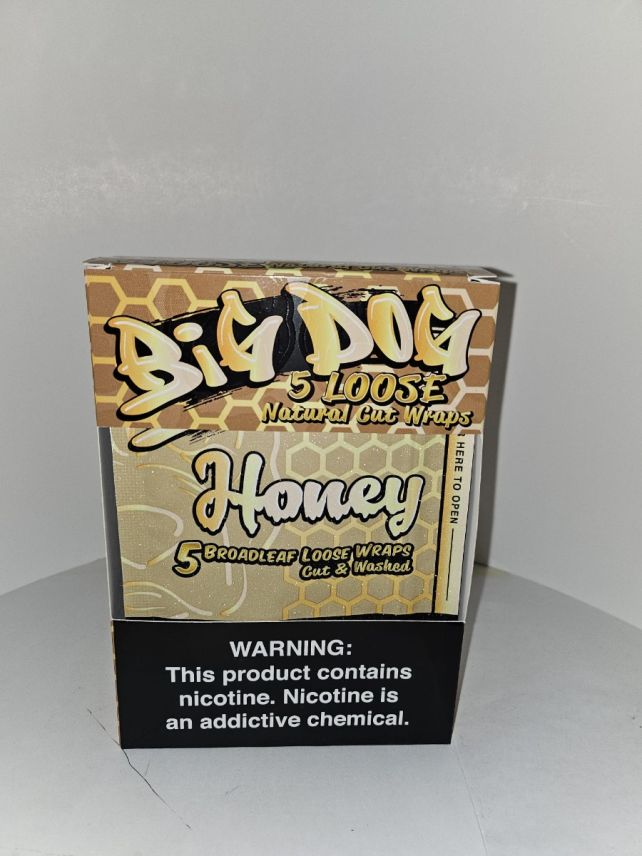 BiG DOG
5 LOOSE
Natural Cut Wraps
Honey
5 BROADLEAF LOOSE WRAPS
Cut & Washed
HERE TO OPEN
WARNING:
This product contains
nicotine. Nicotine is
an addictive chemical.